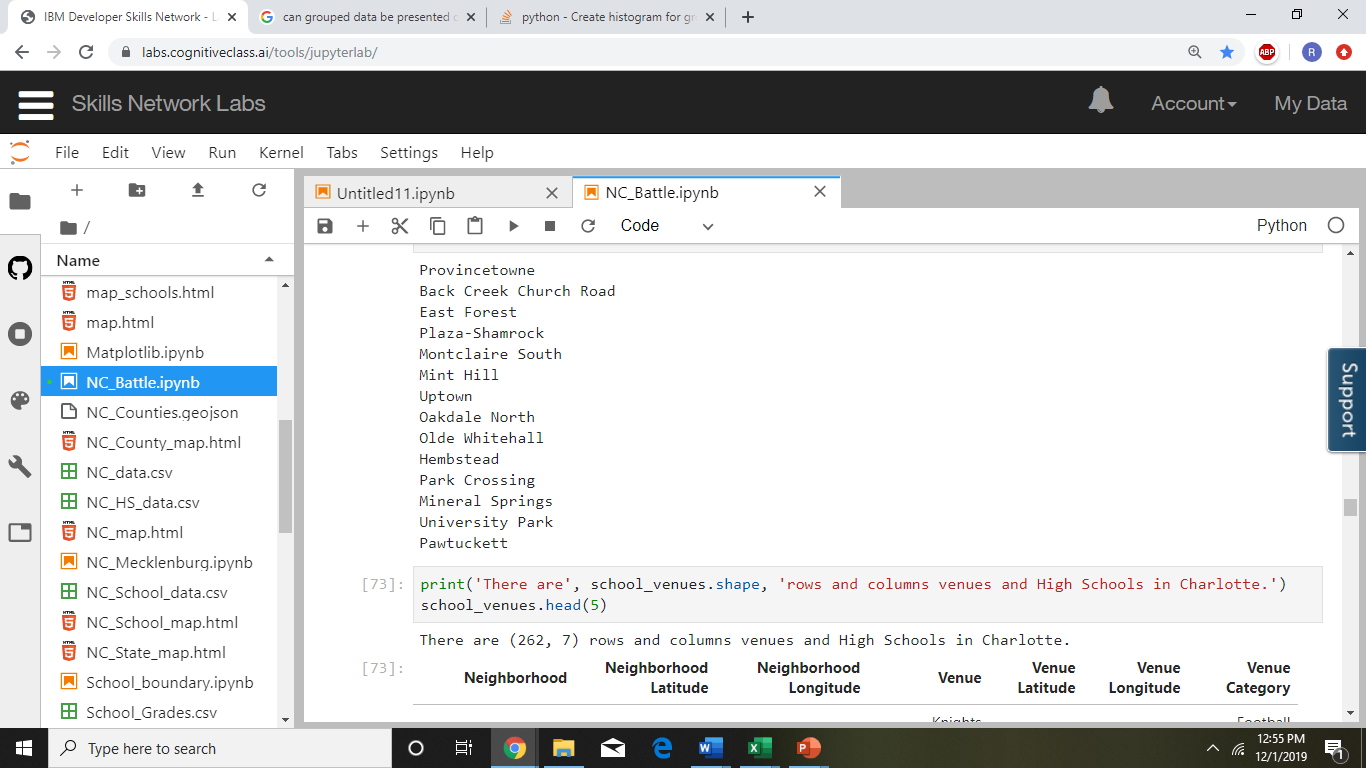 IBM Developer Skills Network - L
can grouped data be presented
python - Create histogram for gr
labs.cognitiveclass.ai/tools/jupyterlab/
ABP
R
Skills Network Labs
Account
My Data
File Edit View Run Kernel Tabs Settings Help
Untitled11.ipynb
NC_Battle.ipynb
/
Code
Python
Name
map_schools.html
map.html
Matplotlib.ipynb
NC_Battle.ipynb
NC_Counties.geojson
NC_County_map.html
NC_data.csv
NC_HS_data.csv
NC_map.html
NC_Mecklenburg.ipynb
NC_School_data.csv
NC_School_map.html
NC_State_map.html
School_boundary.ipynb
School_Grades.csv
Provincetowne
Back Creek Church Road
East Forest
Plaza-Shamrock
Montclaire South
Mint Hill
Uptown
Oakdale North
Olde Whitehall
Hembstead
Park Crossing
Mineral Springs
University Park
Pawtuckett
[73]: print('There are', school_venues.shape, 'rows and columns venues and High Schools in Charlotte.')
school_venues.head(5)
There are (262, 7) rows and columns venues and High Schools in Charlotte.
[73]:
Neighborhood
Neighborhood Latitude
Neighborhood Longitude
Venue
Venue Latitude
Venue Longitude
Venue Category
Knights
Football
Support
Type here to search
12:55 PM
12/1/2019
1